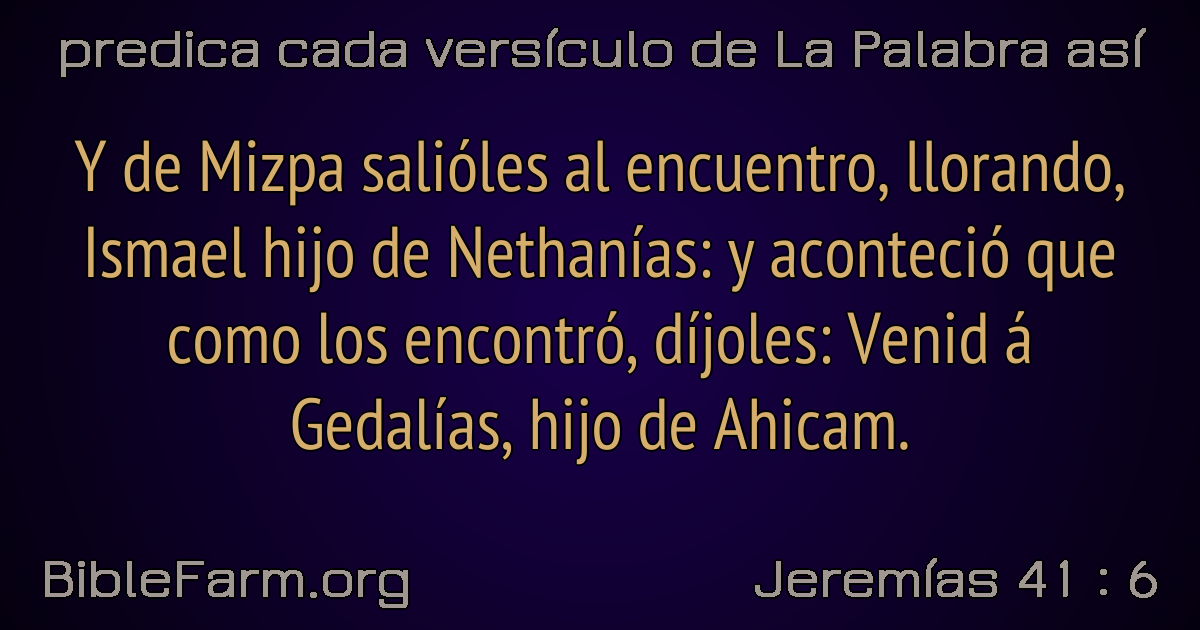 predica cada versículo de La Palabra así
Y de Mizpa salióles al encuentro, llorando,
Ismael hijo de Nethanías: y aconteció que
como los encontró, díjoles: Venid á
Gedalías, hijo de Ahicam.
BibleFarm.org
Jeremías 41 : 6